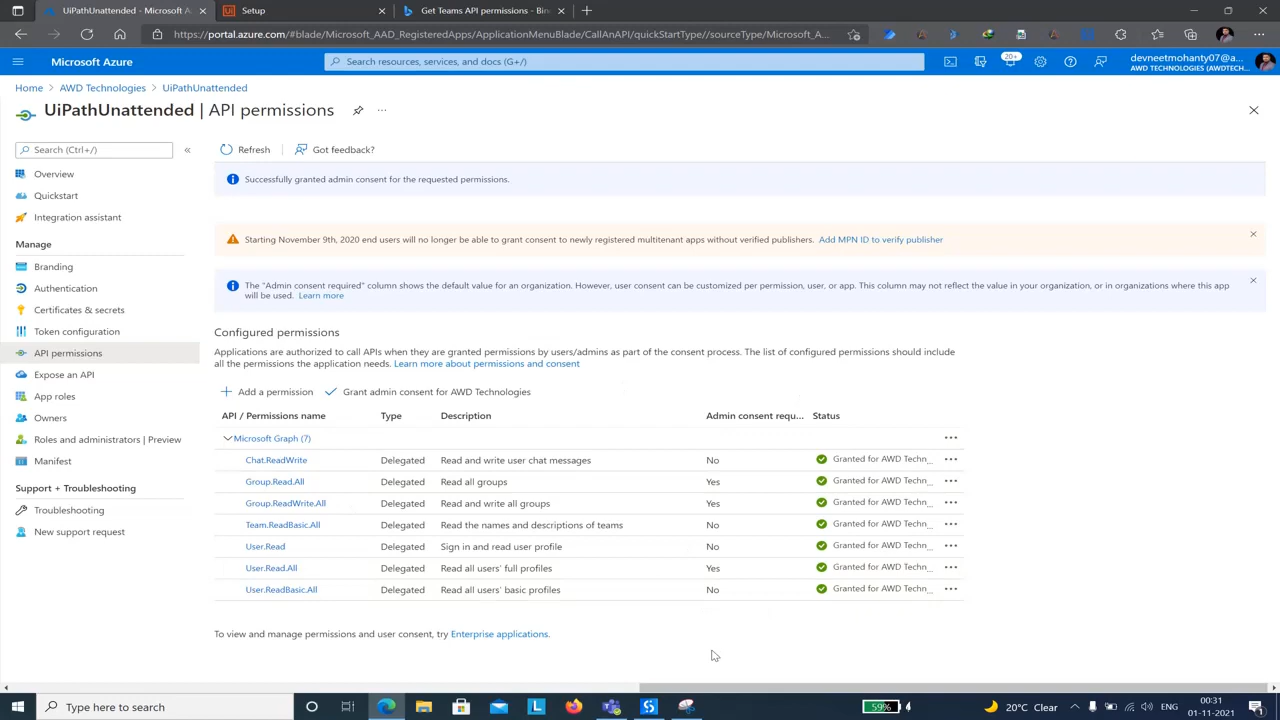 UiPathUnattended - Microsoft Az
Setup
Get Teams API permissions - Bin
https://portal.azure.com/#blade/Microsoft_AAD_RegisteredApps/ApplicationMenuBlade/CallAnAPI/quickStartType//sourceType/Microsoft_A...
Microsoft Azure
Search resources, services, and docs (G+/)
20+
devneetmohanty07@a...
AWD TECHNOLOGIES (AWDTECH...
Home > AWD Technologies > UiPathUnattended
UiPathUnattended | API permissions
Search (Ctrl+/)
Refresh
Got feedback?
Overview
Quickstart
Integration assistant
Manage
Branding
Authentication
Certificates & secrets
Token configuration
API permissions
Expose an API
App roles
Owners
Roles and administrators | Preview
Manifest
Support + Troubleshooting
Troubleshooting
New support request
Successfully granted admin consent for the requested permissions.
Starting November 9th, 2020 end users will no longer be able to grant consent to newly registered multitenant apps without verified publishers. Add MPN ID to verify publisher
The "Admin consent required" column shows the default value for an organization. However, user consent can be customized per permission, user, or app. This column may not reflect the value in your organization, or in organizations where this app
will be used. Learn more
Configured permissions
Applications are authorized to call APIs when they are granted permissions by users/admins as part of the consent process. The list of configured permissions should include
all the permissions the application needs. Learn more about permissions and consent
Add a permission
Grant admin consent for AWD Technologies
API / Permissions name Type Description Admin consent requ... Status
Microsoft Graph (7)
Chat.ReadWrite Delegated Read and write user chat messages No Granted for AWD Techn...
Group.Read.All Delegated Read all groups Yes Granted for AWD Techn...
Group.ReadWrite.All Delegated Read and write all groups Yes Granted for AWD Techn...
Team.ReadBasic.All Delegated Read the names and descriptions of teams No Granted for AWD Techn...
User.Read Delegated Sign in and read user profile No Granted for AWD Techn...
User.Read.All Delegated Read all users' full profiles Yes Granted for AWD Techn...
User.ReadBasic.All Delegated Read all users' basic profiles No Granted for AWD Techn...
To view and manage permissions and user consent, try Enterprise applications.
Type here to search
L
59%
20°C Clear
ENG
00:31
01-11-2021